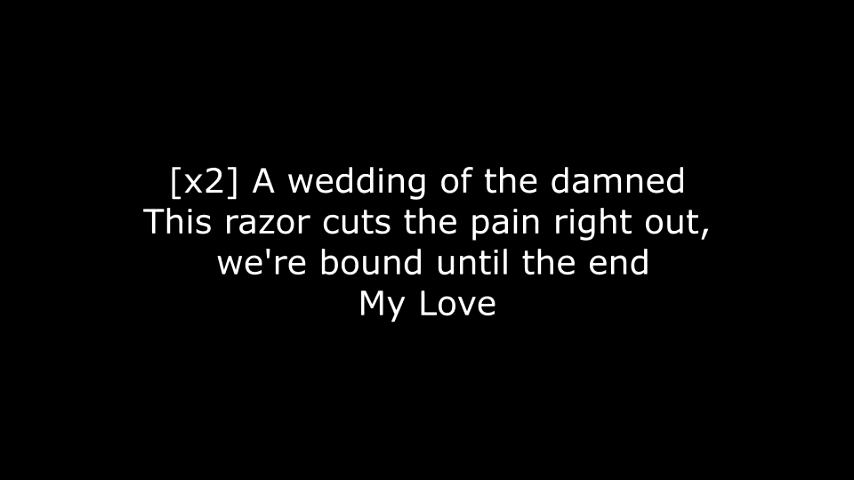 [x2] A wedding of the damned
This razor cuts the pain right out,
we're bound until the end
My Love